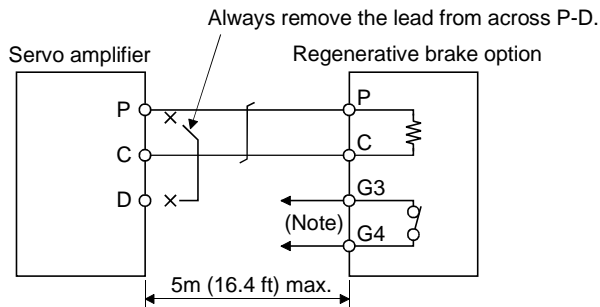 Always remove the lead from across P-D.
Servo amplifier
Regenerative brake option
P
P
C
C
D
G3
(Note)
G4
5m (16.4 ft) max.